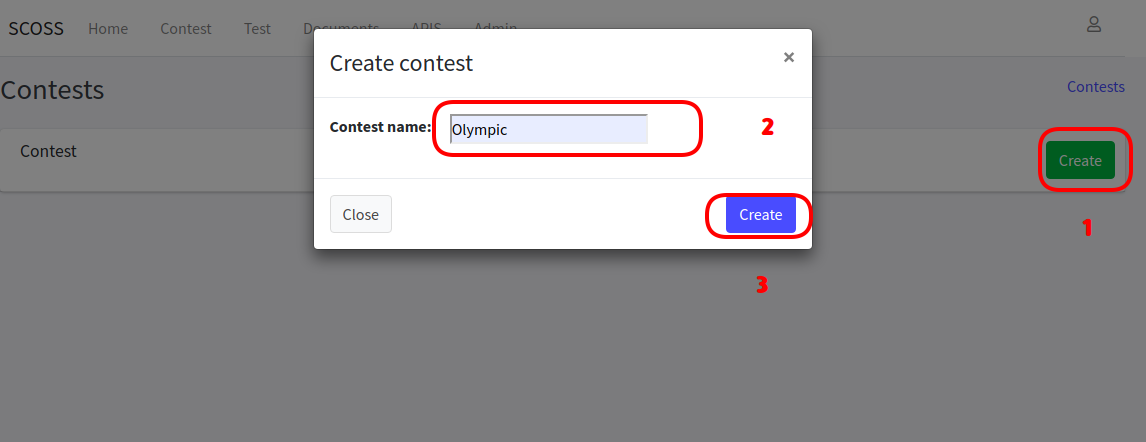 SCOSS Home Contest Test Documents APIS Admin
Create contest ×
Contests
Contests
Contest name: Olympic
2
Contest
Create
Close
Create
1
3